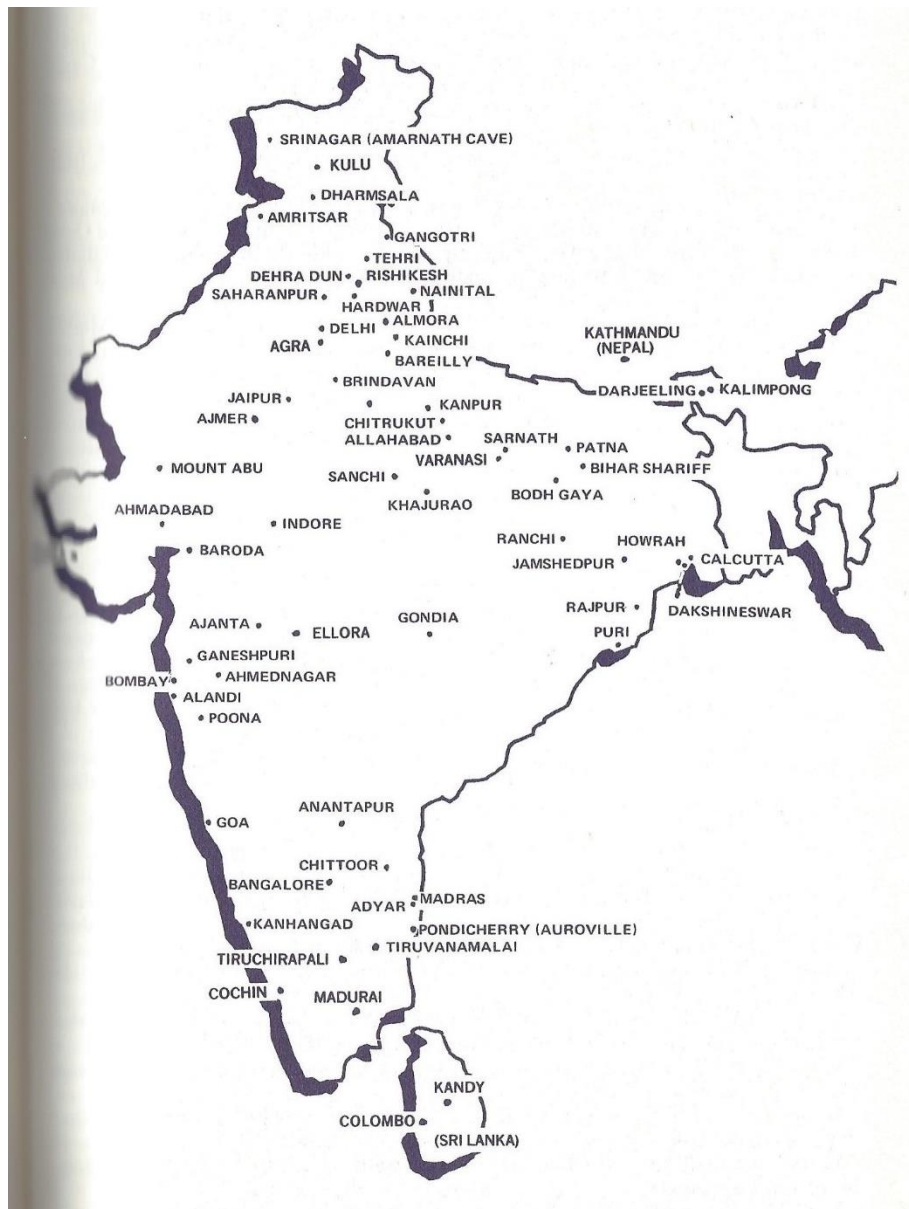 SRINAGAR (AMARNATH CAVE)
KULU
DHARMSALA
AMRITSAR
GANGOTRI
TEHRI
DEHRA DUN
RISHIKESH
SAHARANPUR
NAINITAL
HARDWAR
DELHI
ALMORA
AGRA
KAINCHI
BAREILLY
KATHMANDU
(NEPAL)
BRINDAVAN
DARJEELING
KALIMPONG
JAIPUR
KANPUR
AJMER
CHITRUKUT
ALLAHABAD
SARNATH
PATNA
VARANASI
BIHAR SHARIFF
MOUNT ABU
SANCHI
KHAJURAO
BODH GAYA
AHMADABAD
INDORE
BARODA
RANCHI
HOWRAH
JAMSHEDPUR
CALCUTTA
RAJPUR
DAKSHINESWAR
AJANTA
ELLORA
GONDIA
PURI
GANESHPURI
BOMBAY
AHMEDNAGAR
ALANDI
POONA
ANANTAPUR
GOA
CHITTOOR
BANGALORE
MADRAS
ADYAR
KANHANGAD
PONDICHERRY (AUROVILLE)
TIRUVANAMALAI
TIRUCHIRAPALI
COCHIN
MADURAI
KANDY
COLOMBO
(SRI LANKA)